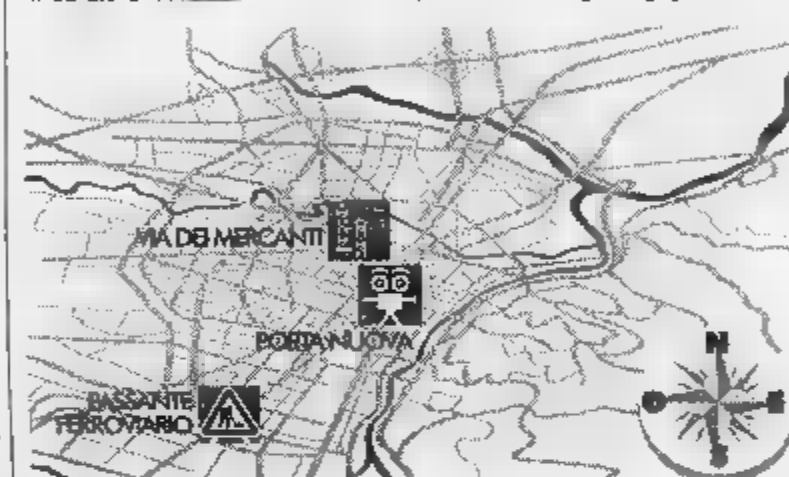 VIA DEI MERCANTI
PORTA NUOVA
PASSANTE
FERROVIARIO
N
O
E
S